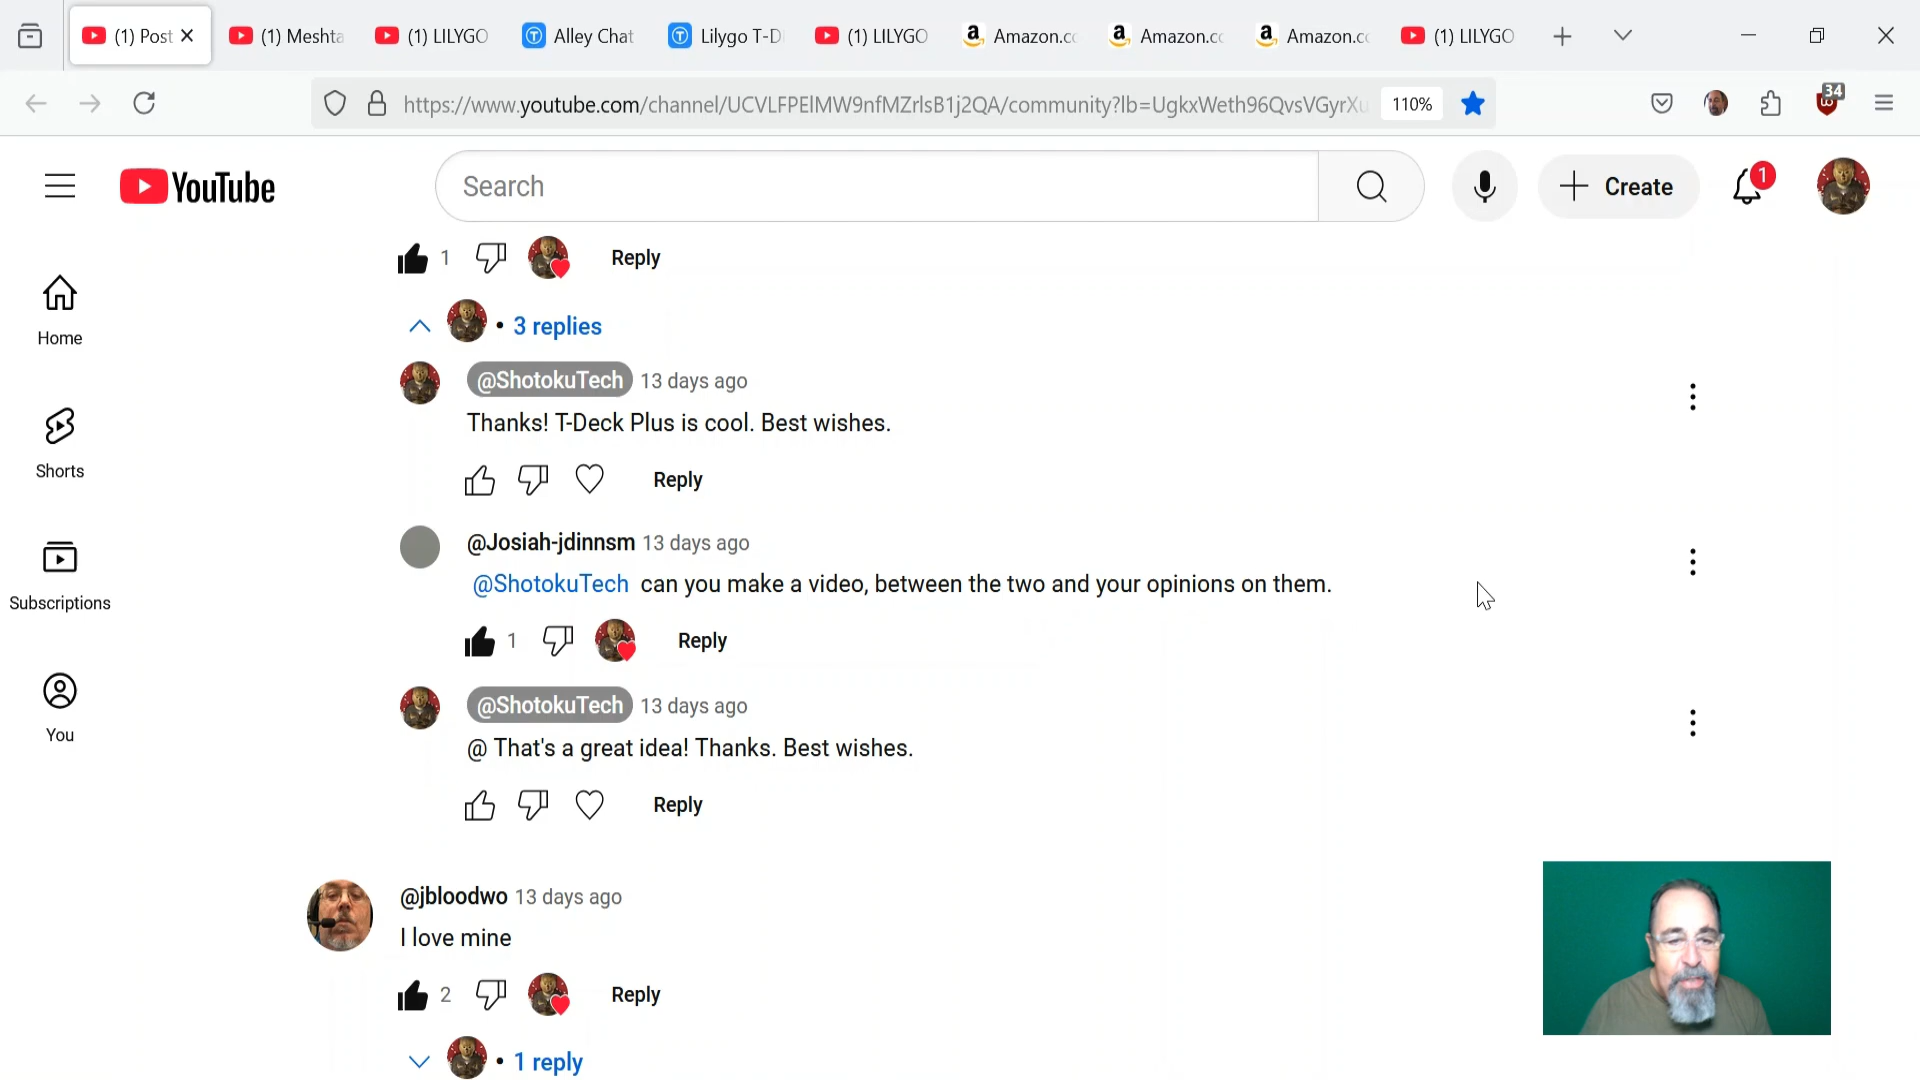 (1) Post
(1) Meshta
(1) LILYGO
Alley Chat
Lilygo T-D
(1) LILYGO
Amazon.co
Amazon.cc
Amazon.co
(1) LILYGO
https://www.youtube.com/channel/UCVLFPElMW9nfMZrlsB1j2QA/community?lb=UgkxWeth96QvsVGyrXu
110%
34
YouTube
Search
Create
1
Home
Shorts
Subscriptions
You
1
Reply
• 3 replies
@ShotokuTech 13 days ago
Thanks! T-Deck Plus is cool. Best wishes.
Reply
@Josiah-jdinnsm 13 days ago
@ShotokuTech can you make a video, between the two and your opinions on them.
1
Reply
@ShotokuTech 13 days ago
@ That's a great idea! Thanks. Best wishes.
Reply
@jbloodwo 13 days ago
I love mine
2
Reply
• 1 reply